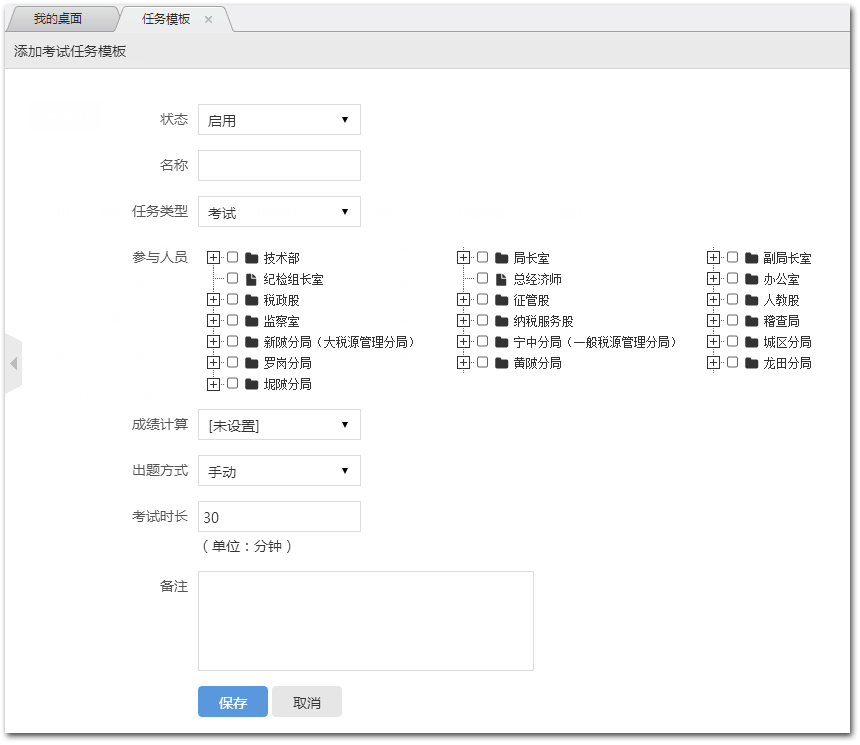 我的桌面 任务模板 ×
添加考试任务模板
状态 启用
名称
任务类型 考试
参与人员 技术部 局长室 副局长室
纪检组长室 总经济师 办公室
税政股 征管股 人教股
监察室 纳税服务股 稽查局
新陂分局（大税源管理分局） 宁中分局（一般税源管理分局） 城区分局
罗岗分局 黄陂分局 龙田分局
坭陂分局
成绩计算 [未设置]
出题方式 手动
考试时长 30
（单位：分钟）
备注
保存 取消